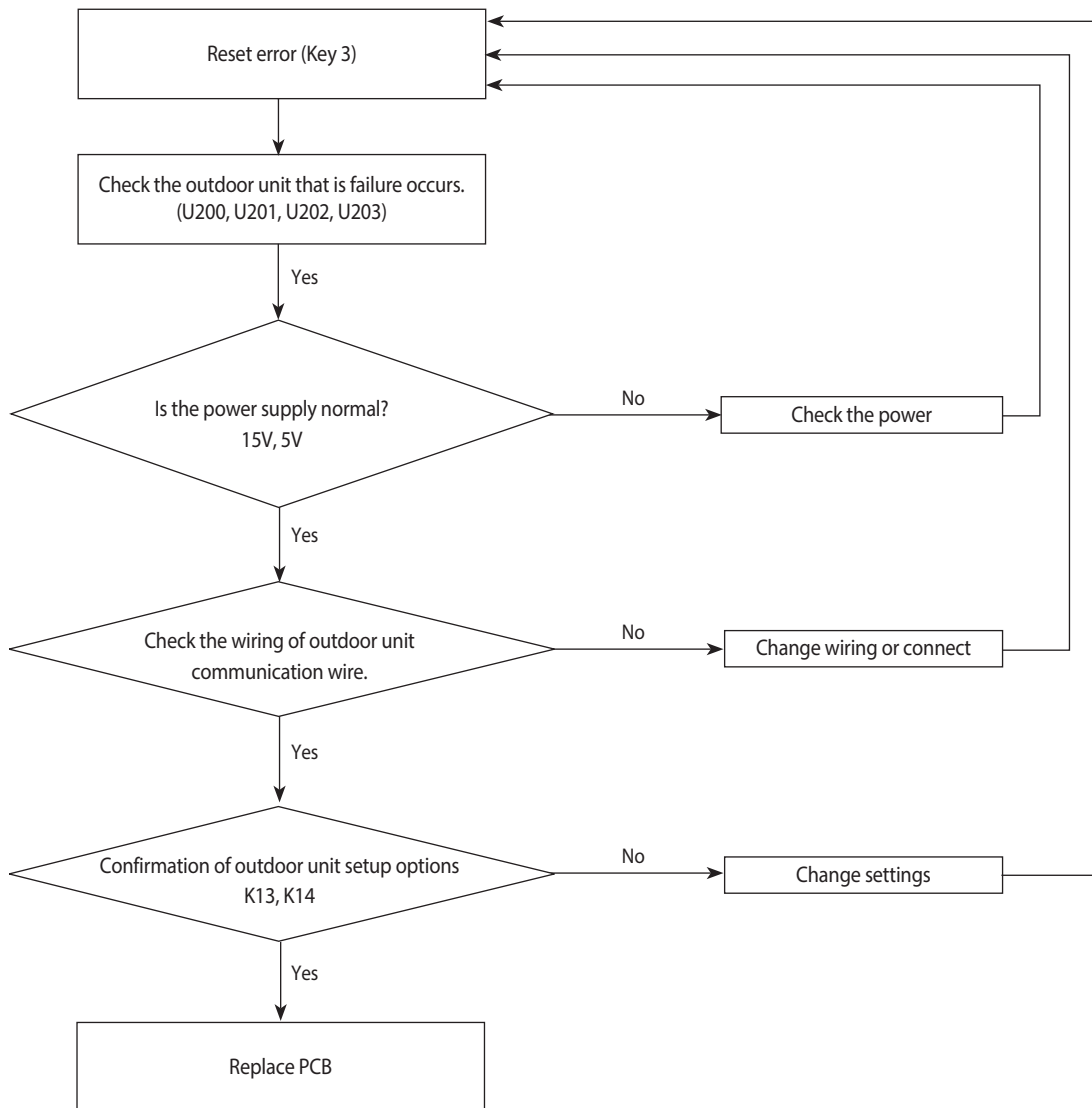 Reset error (Key 3)
Check the outdoor unit that is failure occurs.
(U200, U201, U202, U203)
Yes
Is the power supply normal?
15V, 5V
No
Check the power
Yes
Check the wiring of outdoor unit
communication wire.
No
Change wiring or connect
Yes
Confirmation of outdoor unit setup options
K13, K14
No
Change settings
Yes
Replace PCB